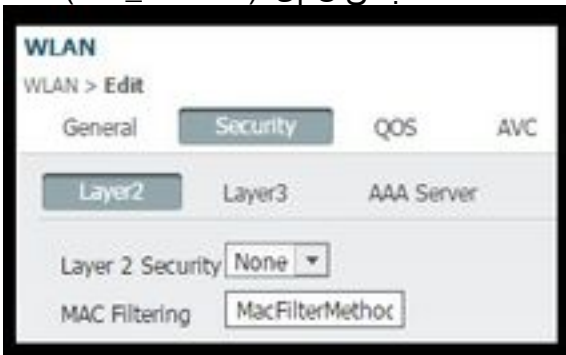 WLAN
WLAN > Edit
General Security QOS AVC
Layer2 Layer3 AAA Server
Layer 2 Security None
MAC Filtering MacFilterMethoc